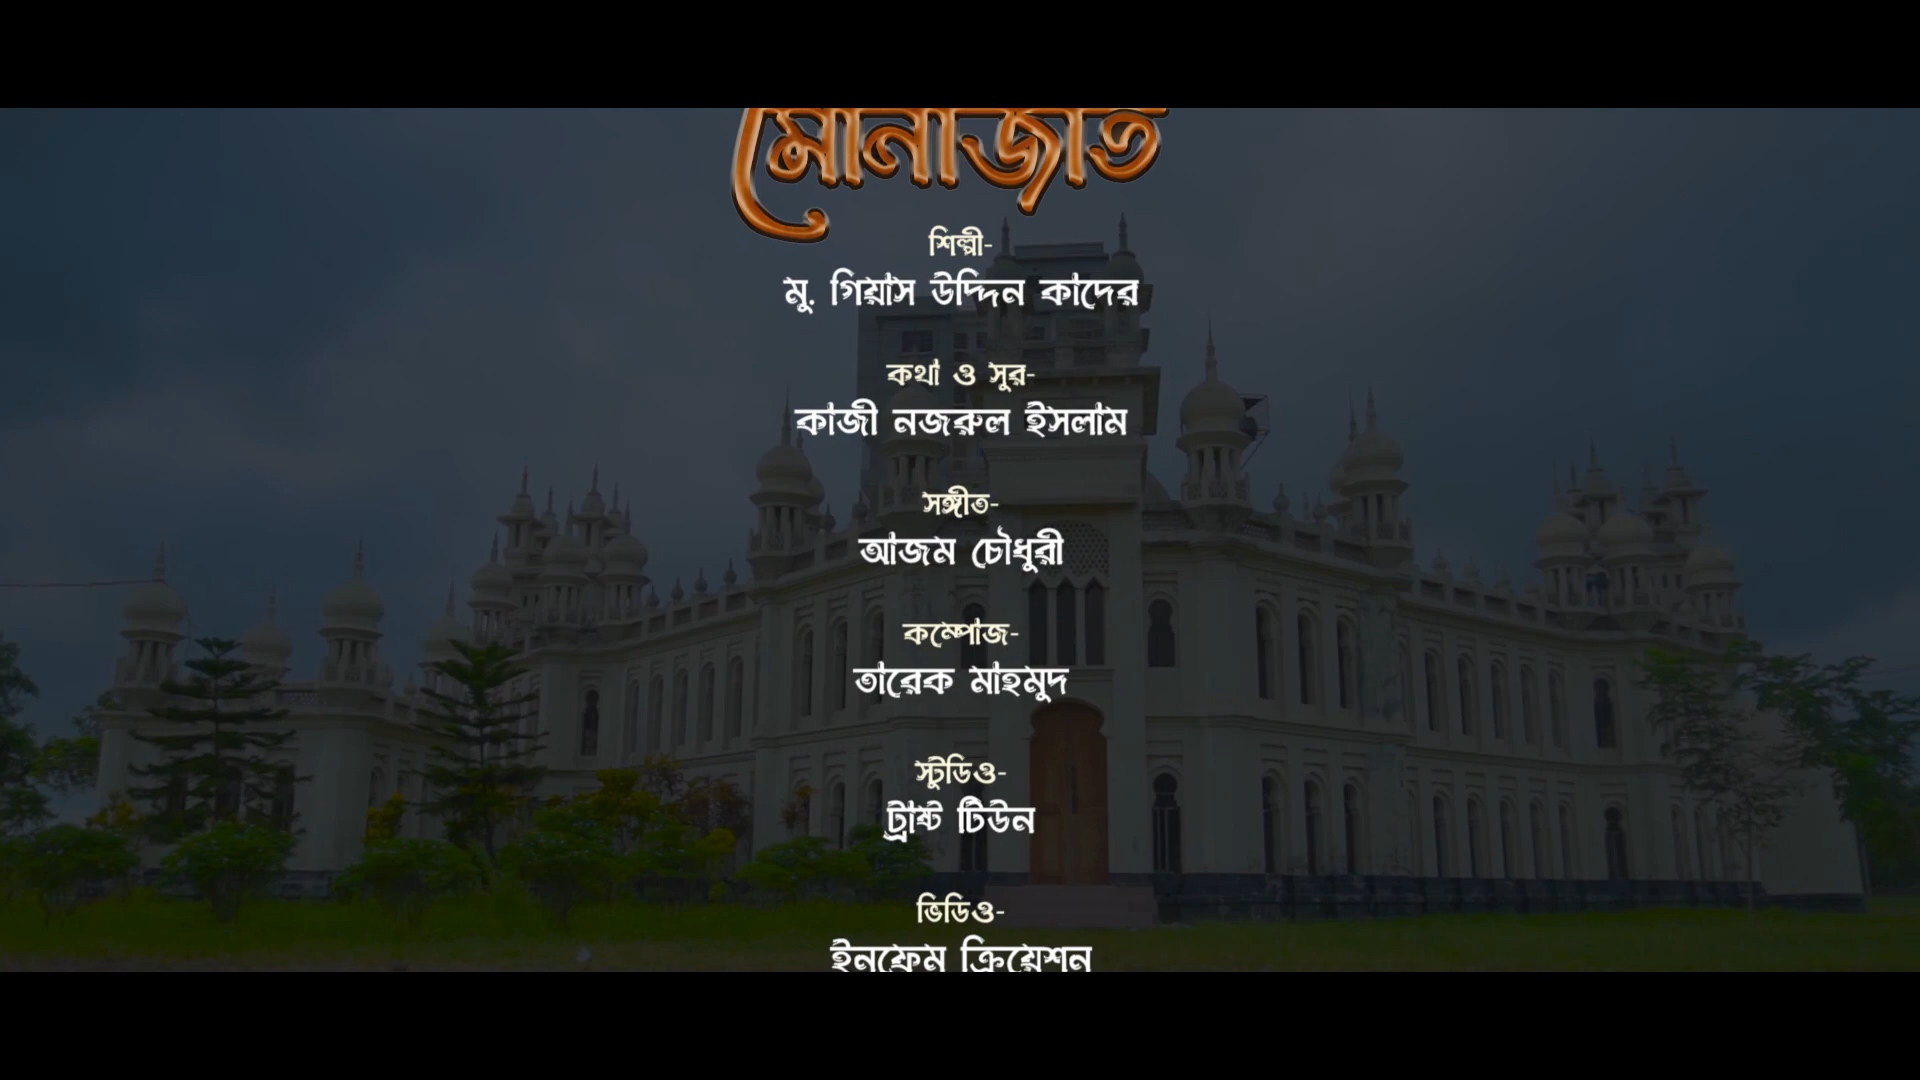 মোনাজাত
শিল্পী-
মু. গিয়াস উদ্দিন কাদের
কথা ও সুর-
কাজী নজরুল ইসলাম
সঙ্গীত-
আজম চৌধুরী
কম্পোজ-
তারেক মাহমুদ
স্টুডিও-
ট্রাষ্ট টিউন
ভিডিও-
ইনফ্রেম ক্রিয়েশন